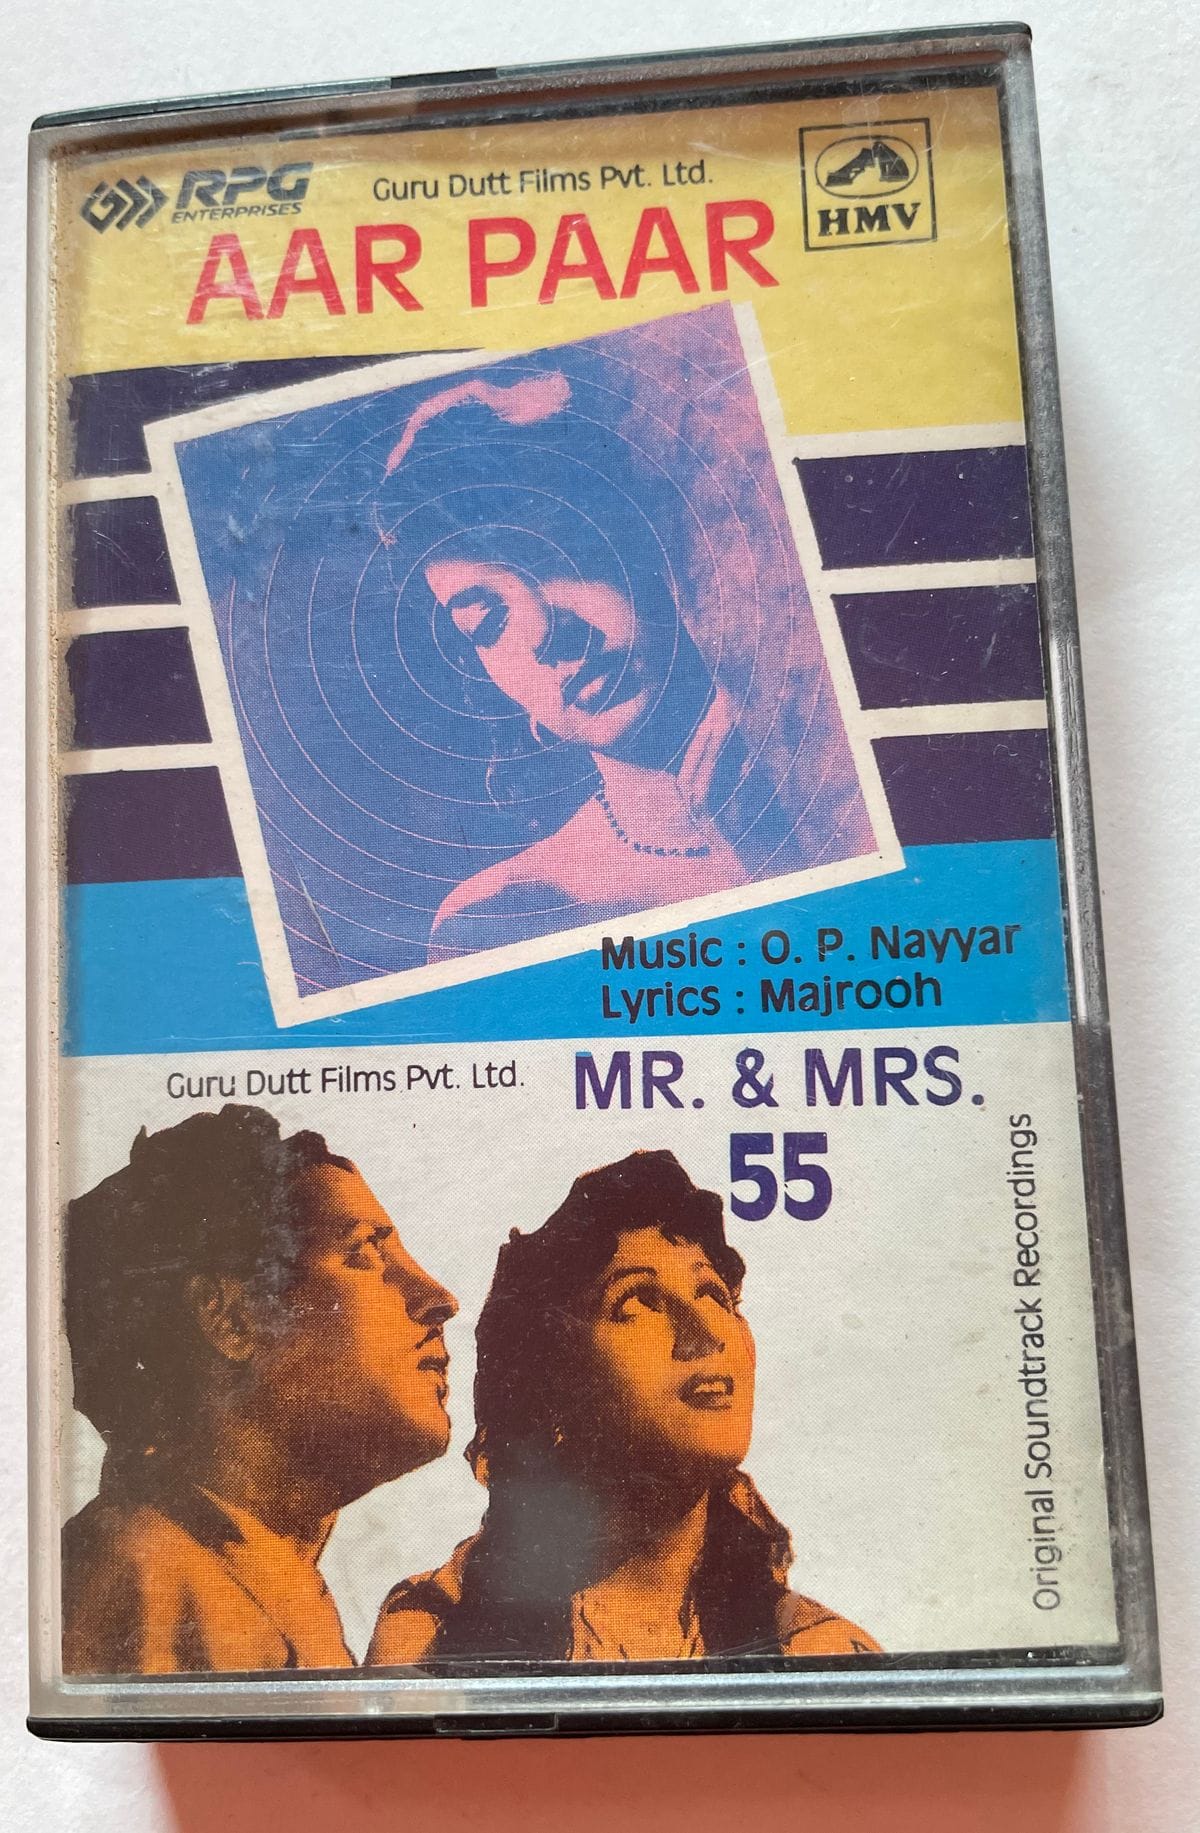 RPG
ENTERPRISES
Guru Dutt Films Pvt. Ltd.
HMV
AAR PAAR
Music : O. P. Nayyar
Lyrics : Majrooh
Guru Dutt Films Pvt. Ltd.
MR. & MRS.
55
Original Soundtrack Recordings